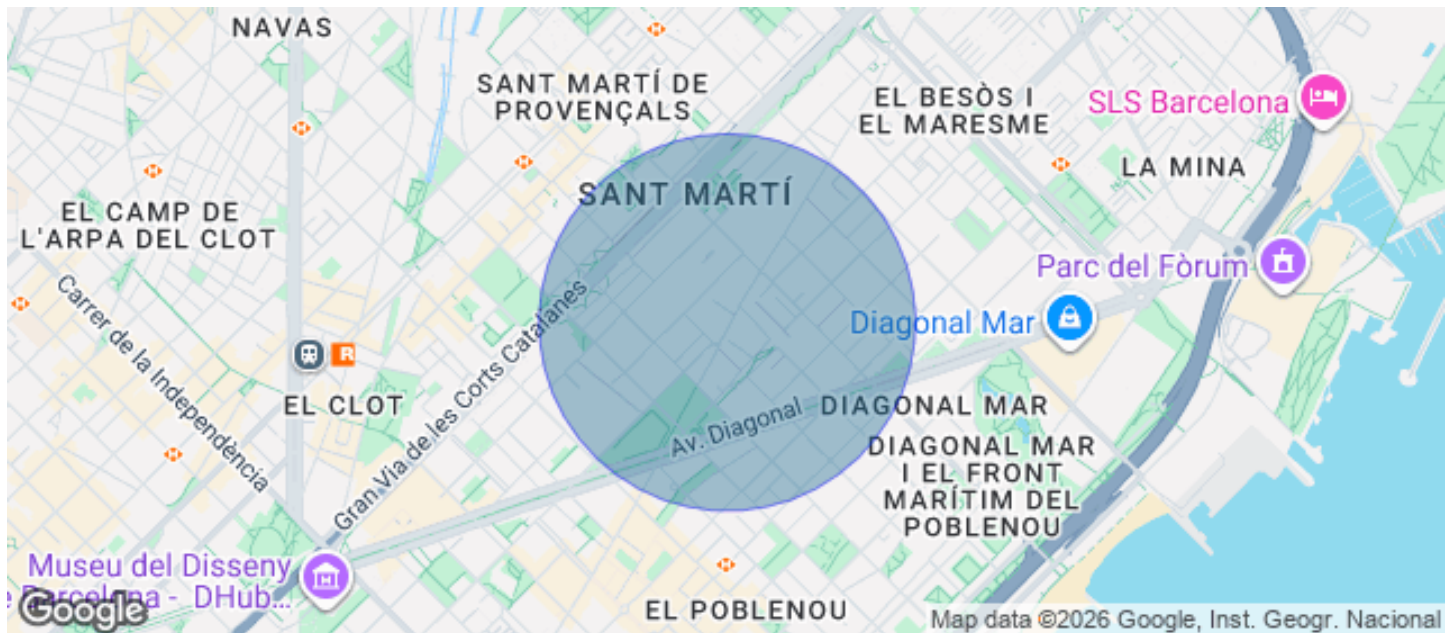 NAVAS
SANT MARTÍ DE
PROVENÇALS
EL BESÒS I
EL MARESME
SLS Barcelona
LA MINA
SANT MARTÍ
EL CAMP DE
L'ARPA DEL CLOT
Parc del Fòrum
Diagonal Mar
Carrer de la Independència
R
EL CLOT
Gran Via de les Corts Catalanes
Av. Diagonal
DIAGONAL MAR
DIAGONAL MAR
I EL FRONT
MARÍTIM DEL
POBLENOU
Museu del Disseny
e Barcelona - DHub...
EL POBLENOU
Google
Map data ©2026 Google, Inst. Geogr. Nacional